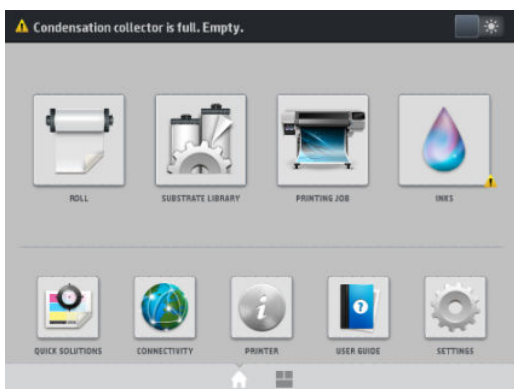 Condensation collector is full. Empty.
ROLL
SUBSTRATE LIBRARY
PRINTING JOB
INKS
QUICK SOLUTIONS
CONNECTIVITY
PRINTER
USER GUIDE
SETTINGS